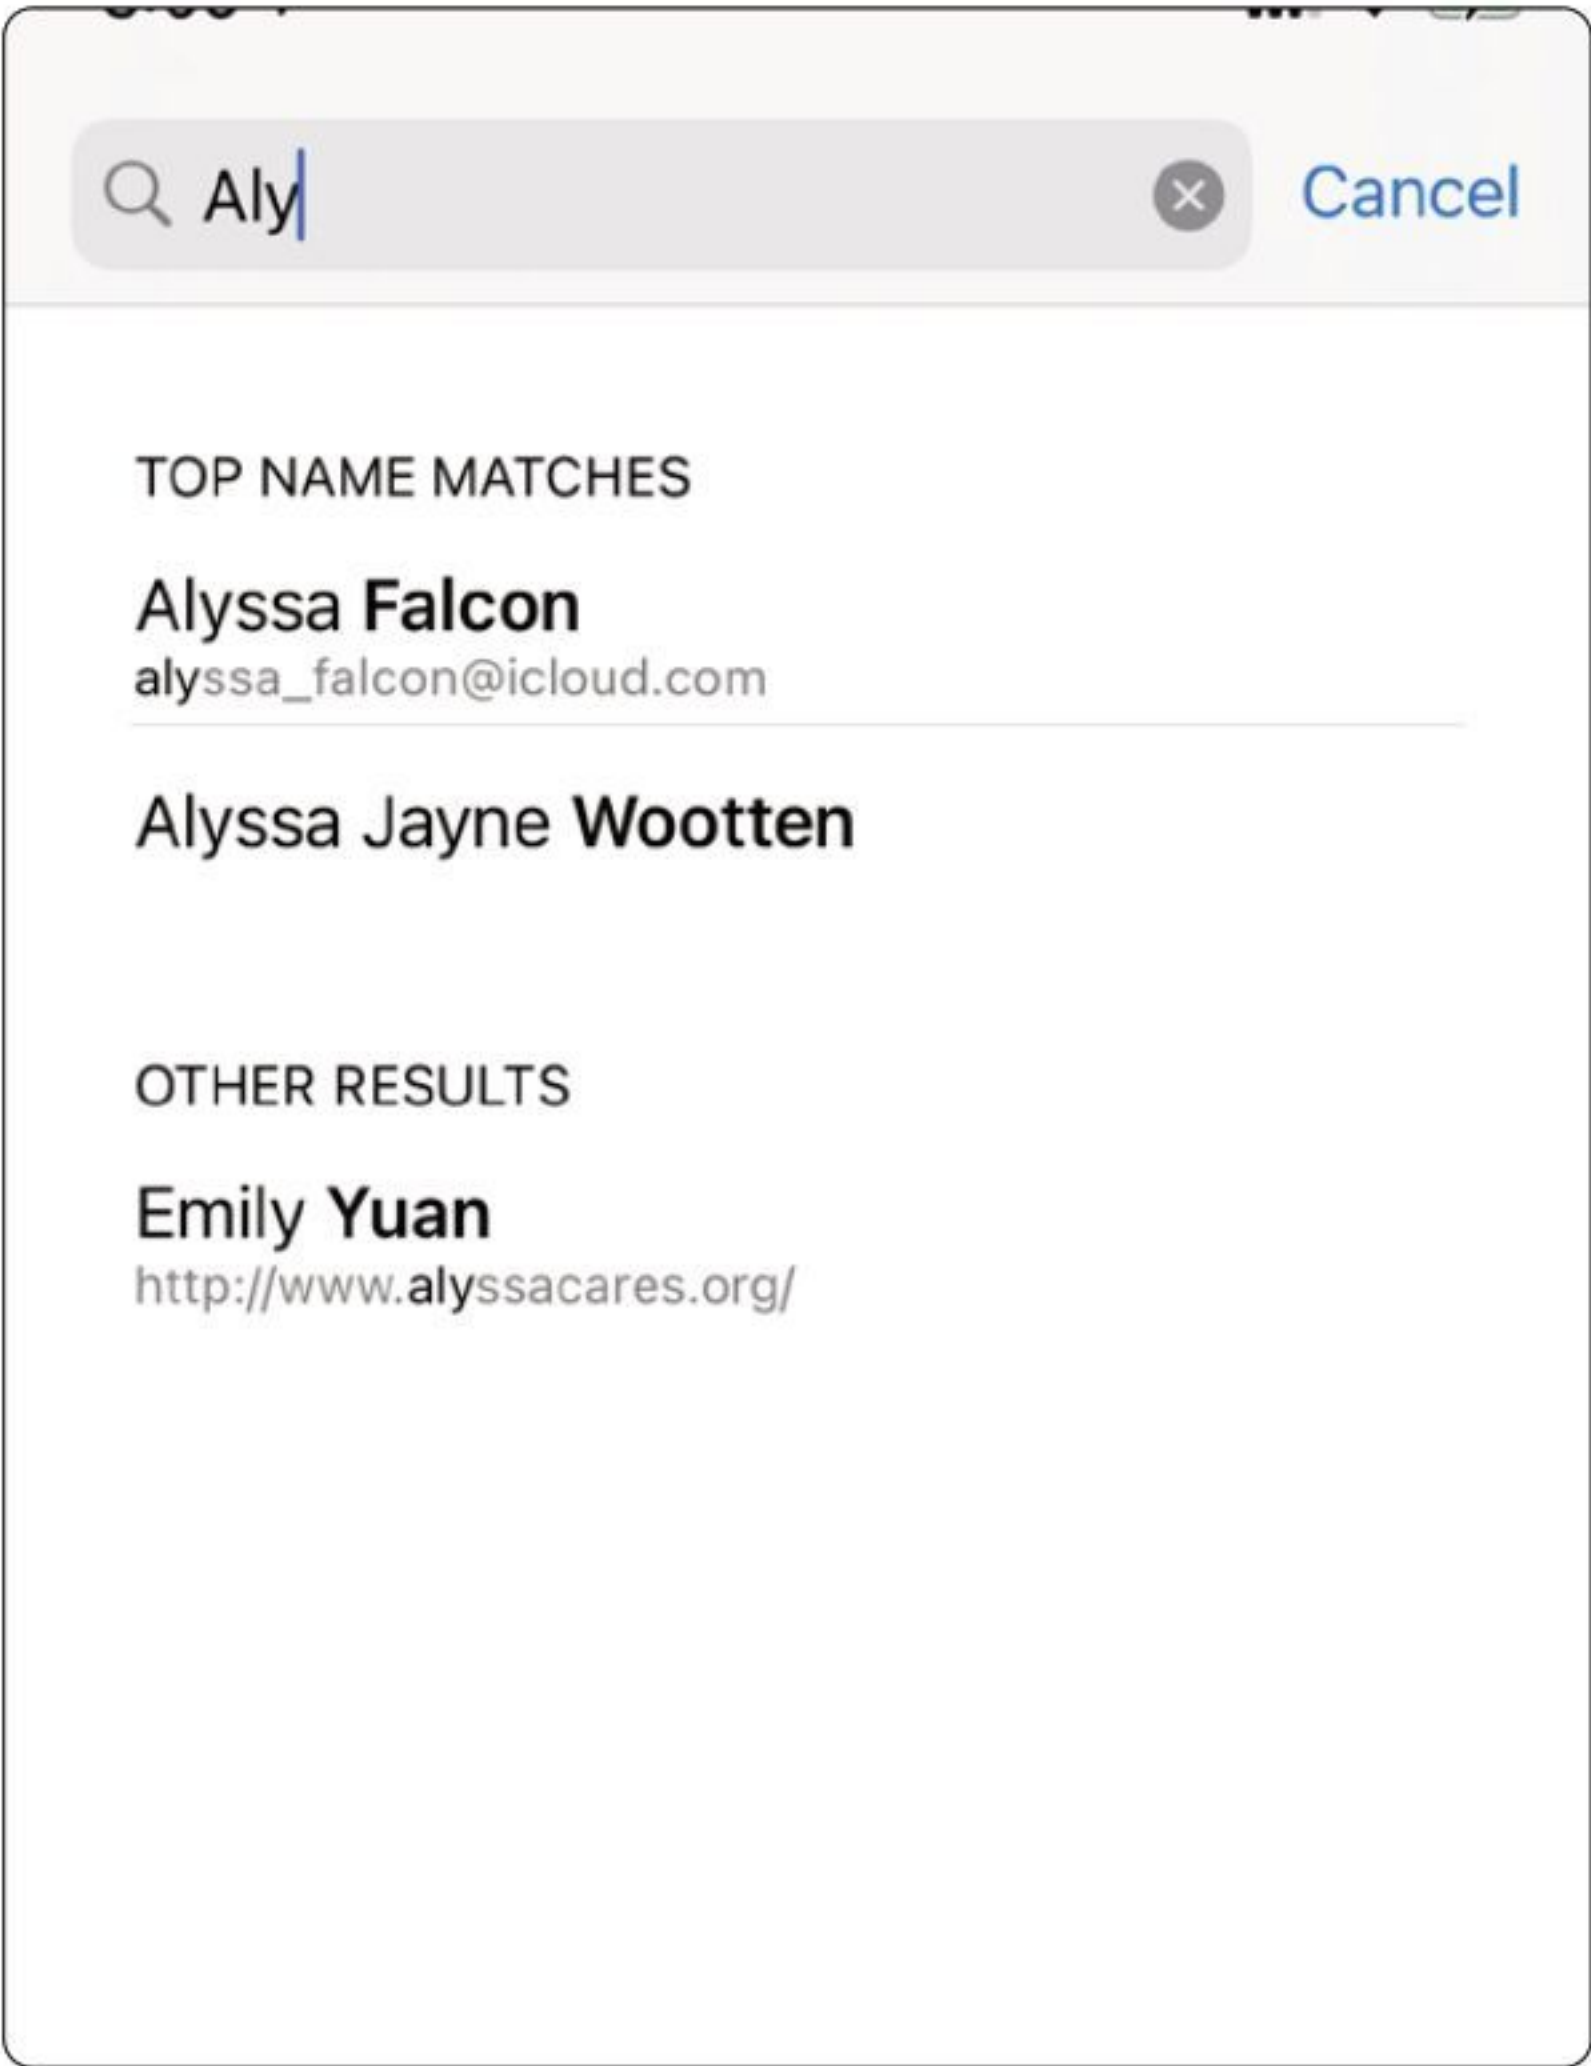 Aly
Cancel
TOP NAME MATCHES
Alyssa Falcon
alyssa_falcon@icloud.com
Alyssa Jayne Wootten
OTHER RESULTS
Emily Yuan
http://www.alyssacares.org/